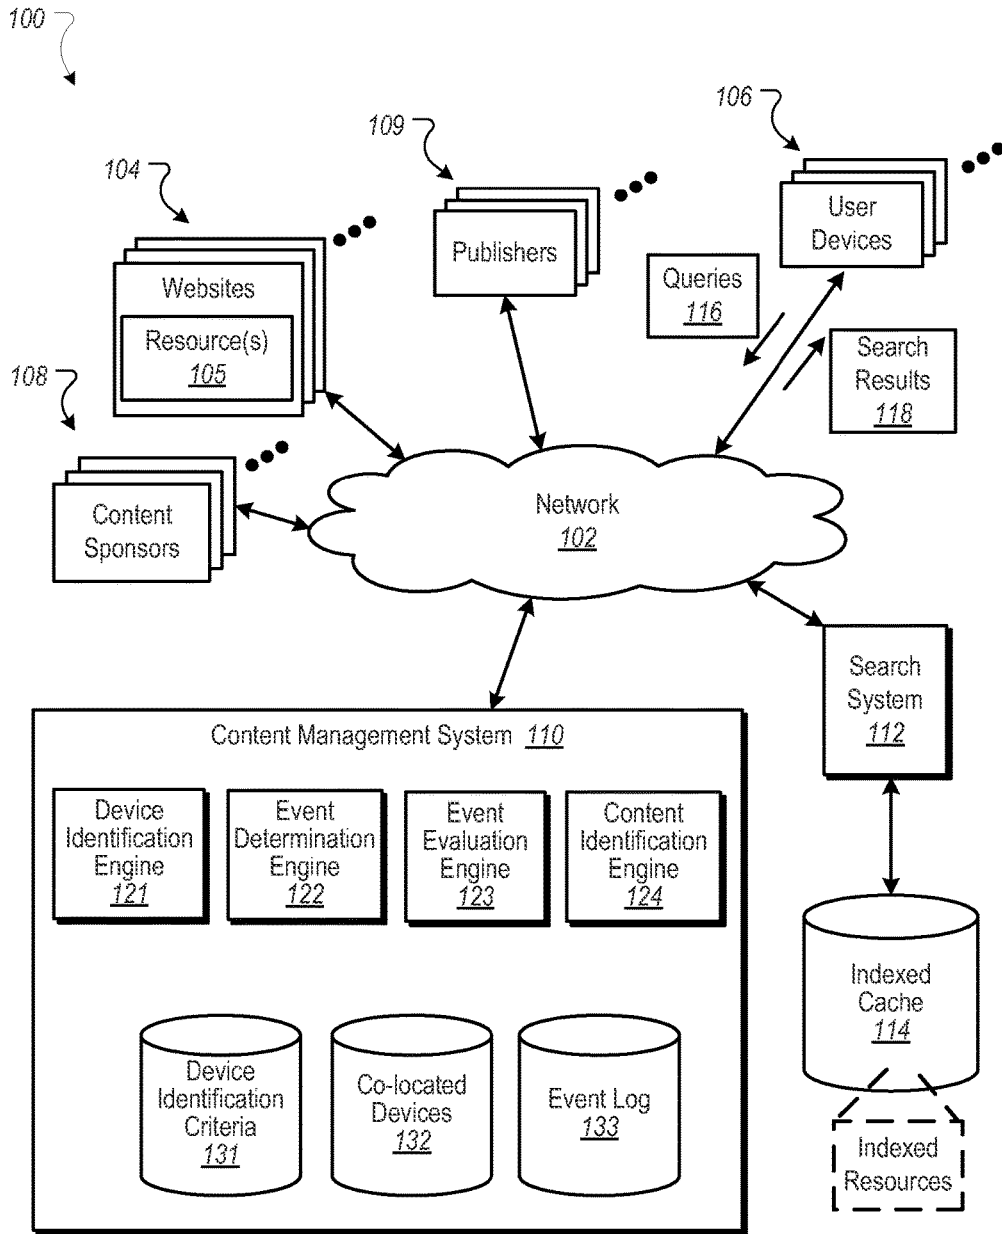 100
104
109
106
Websites
Resource(s)
105
Publishers
User
Devices
Queries
116
Search
Results
118
108
Content
Sponsors
Network
102
Search
System
112
Content Management System 110
Device
Identification
Engine
121
Event
Determination
Engine
122
Event
Evaluation
Engine
123
Content
Identification
Engine
124
Indexed
Cache
114
Device
Identification
Criteria
131
Co-located
Devices
132
Event Log
133
Indexed
Resources